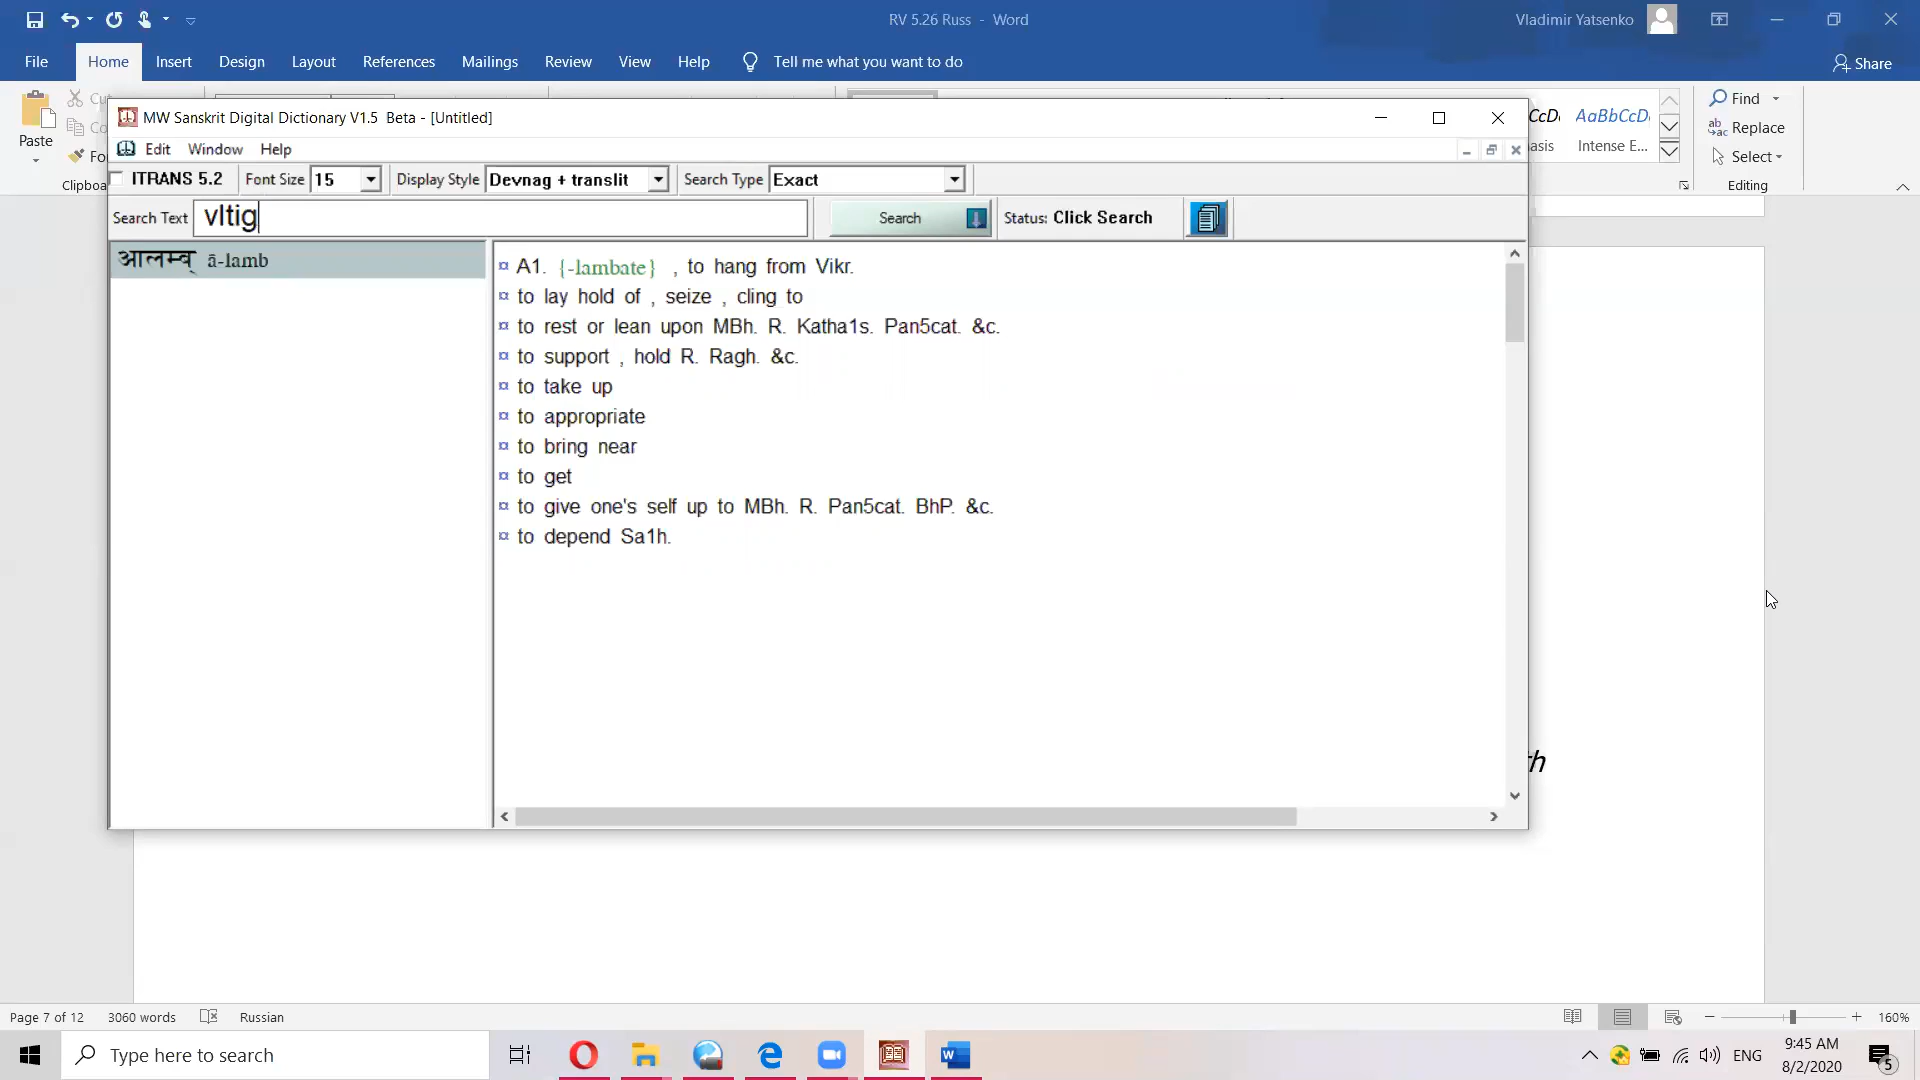 RV 5.26 Russ - Word
Vladimir Yatsenko
File Home Insert Design Layout References Mailings Review View Help Tell me what you want to do Share
Paste
MW Sanskrit Digital Dictionary V1.5 Beta - [Untitled]
Find
Replace
Select
Editing
AaBbCcD
Intense E...
Edit Window Help
ITRANS 5.2 Font Size 15 Display Style Devnag + translit Search Type Exact
Search Text vltig Search Status: Click Search
आलम्ब् ā-lamb
¤ A1. {-lambate} , to hang from Vikr.
¤ to lay hold of , seize , cling to
¤ to rest or lean upon MBh. R. Katha1s. Pan5cat. &c.
¤ to support , hold R. Ragh. &c.
¤ to take up
¤ to appropriate
¤ to bring near
¤ to get
¤ to give one's self up to MBh. R. Pan5cat. BhP. &c.
¤ to depend Sa1h.
Page 7 of 12 3060 words Russian 160%
Type here to search
ENG
9:45 AM
8/2/2020
5